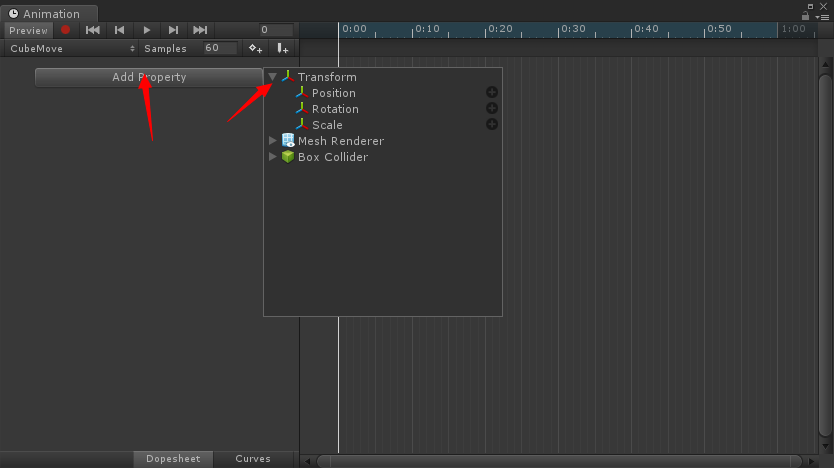 Animation
Preview 0 0:00 0:10 0:20 0:30 0:40 0:50 1:00
CubeMove Samples 60
Add Property
Transform
Position
Rotation
Scale
Mesh Renderer
Box Collider
Dopesheet Curves